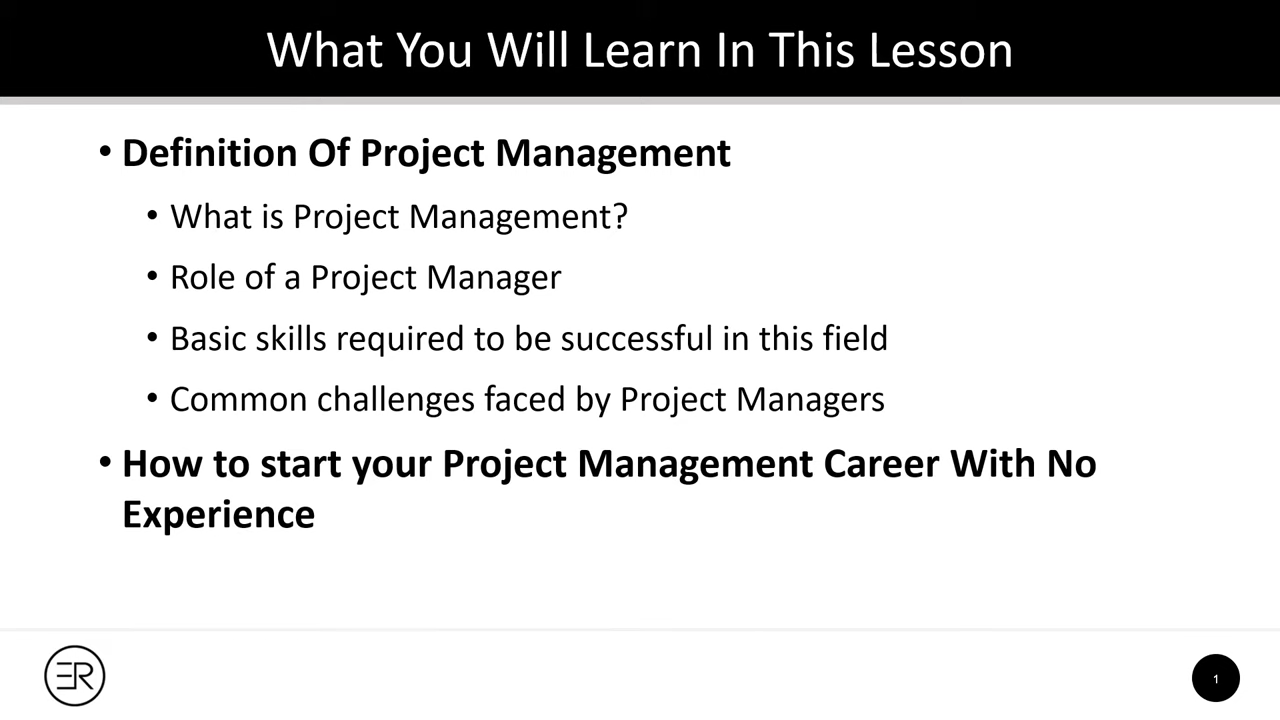 What You Will Learn In This Lesson
• Definition Of Project Management
• What is Project Management?
• Role of a Project Manager
• Basic skills required to be successful in this field
• Common challenges faced by Project Managers
• How to start your Project Management Career With No
Experience
ER
1